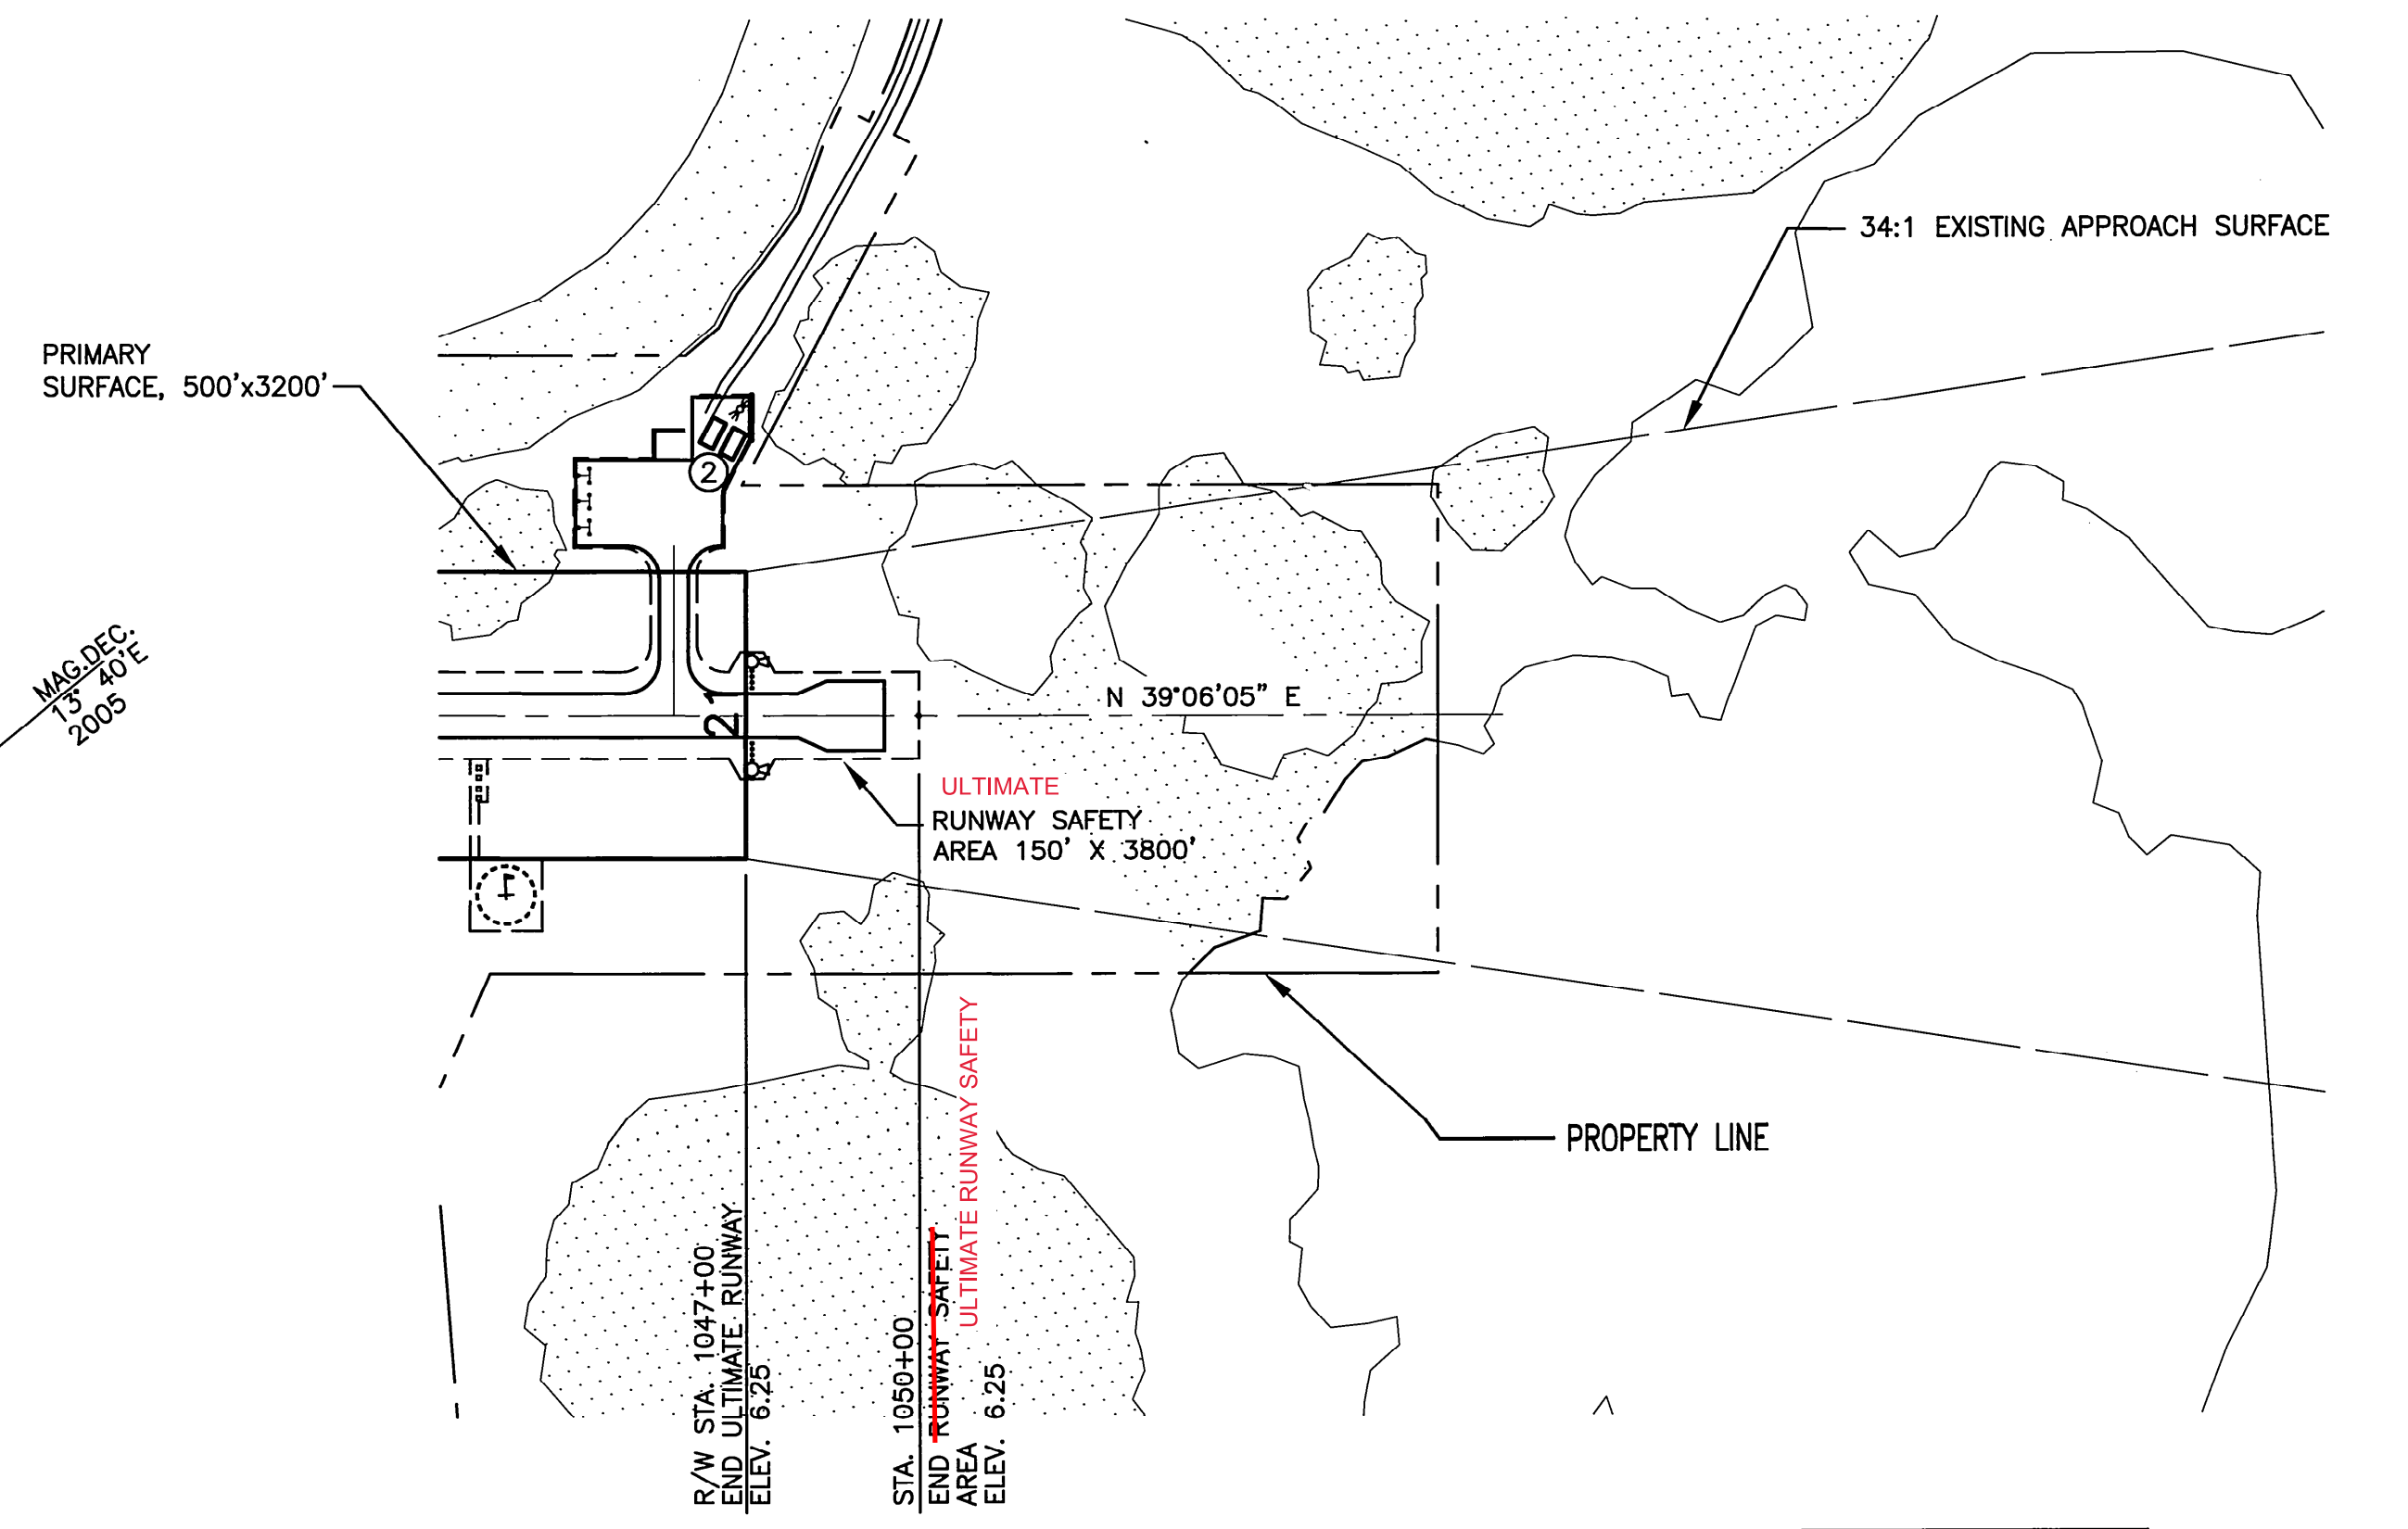 34:1 EXISTING APPROACH SURFACE
PRIMARY
SURFACE, 500'x3200'
2
MAG.DEC.
13° 40'E
2005
21
N 39°06'05" E
ULTIMATE
RUNWAY SAFETY
AREA 150' X 3800'
PROPERTY LINE
R/W STA. 1047+00
END ULTIMATE RUNWAY
ELEV. 6.25
STA. 1050+00
END RUNWAY SAFETY
ULTIMATE RUNWAY SAFETY
AREA
ELEV. 6.25